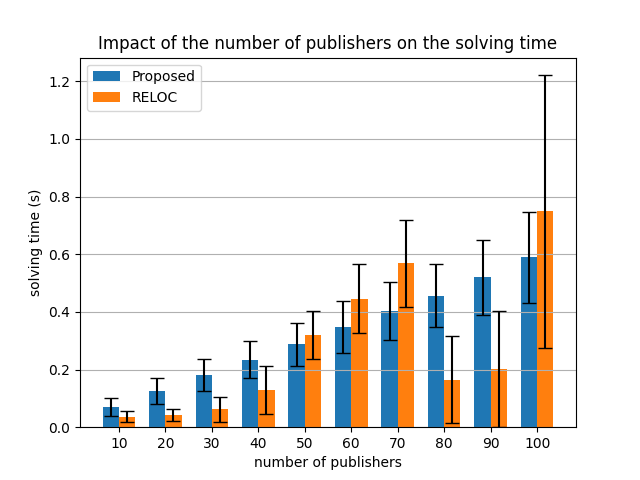 Impact of the number of publishers on the solving time
Proposed
RELOC
1.2
1.0
0.8
0.6
0.4
0.2
0.0
solving time (s)
10 20 30 40 50 60 70 80 90 100
number of publishers